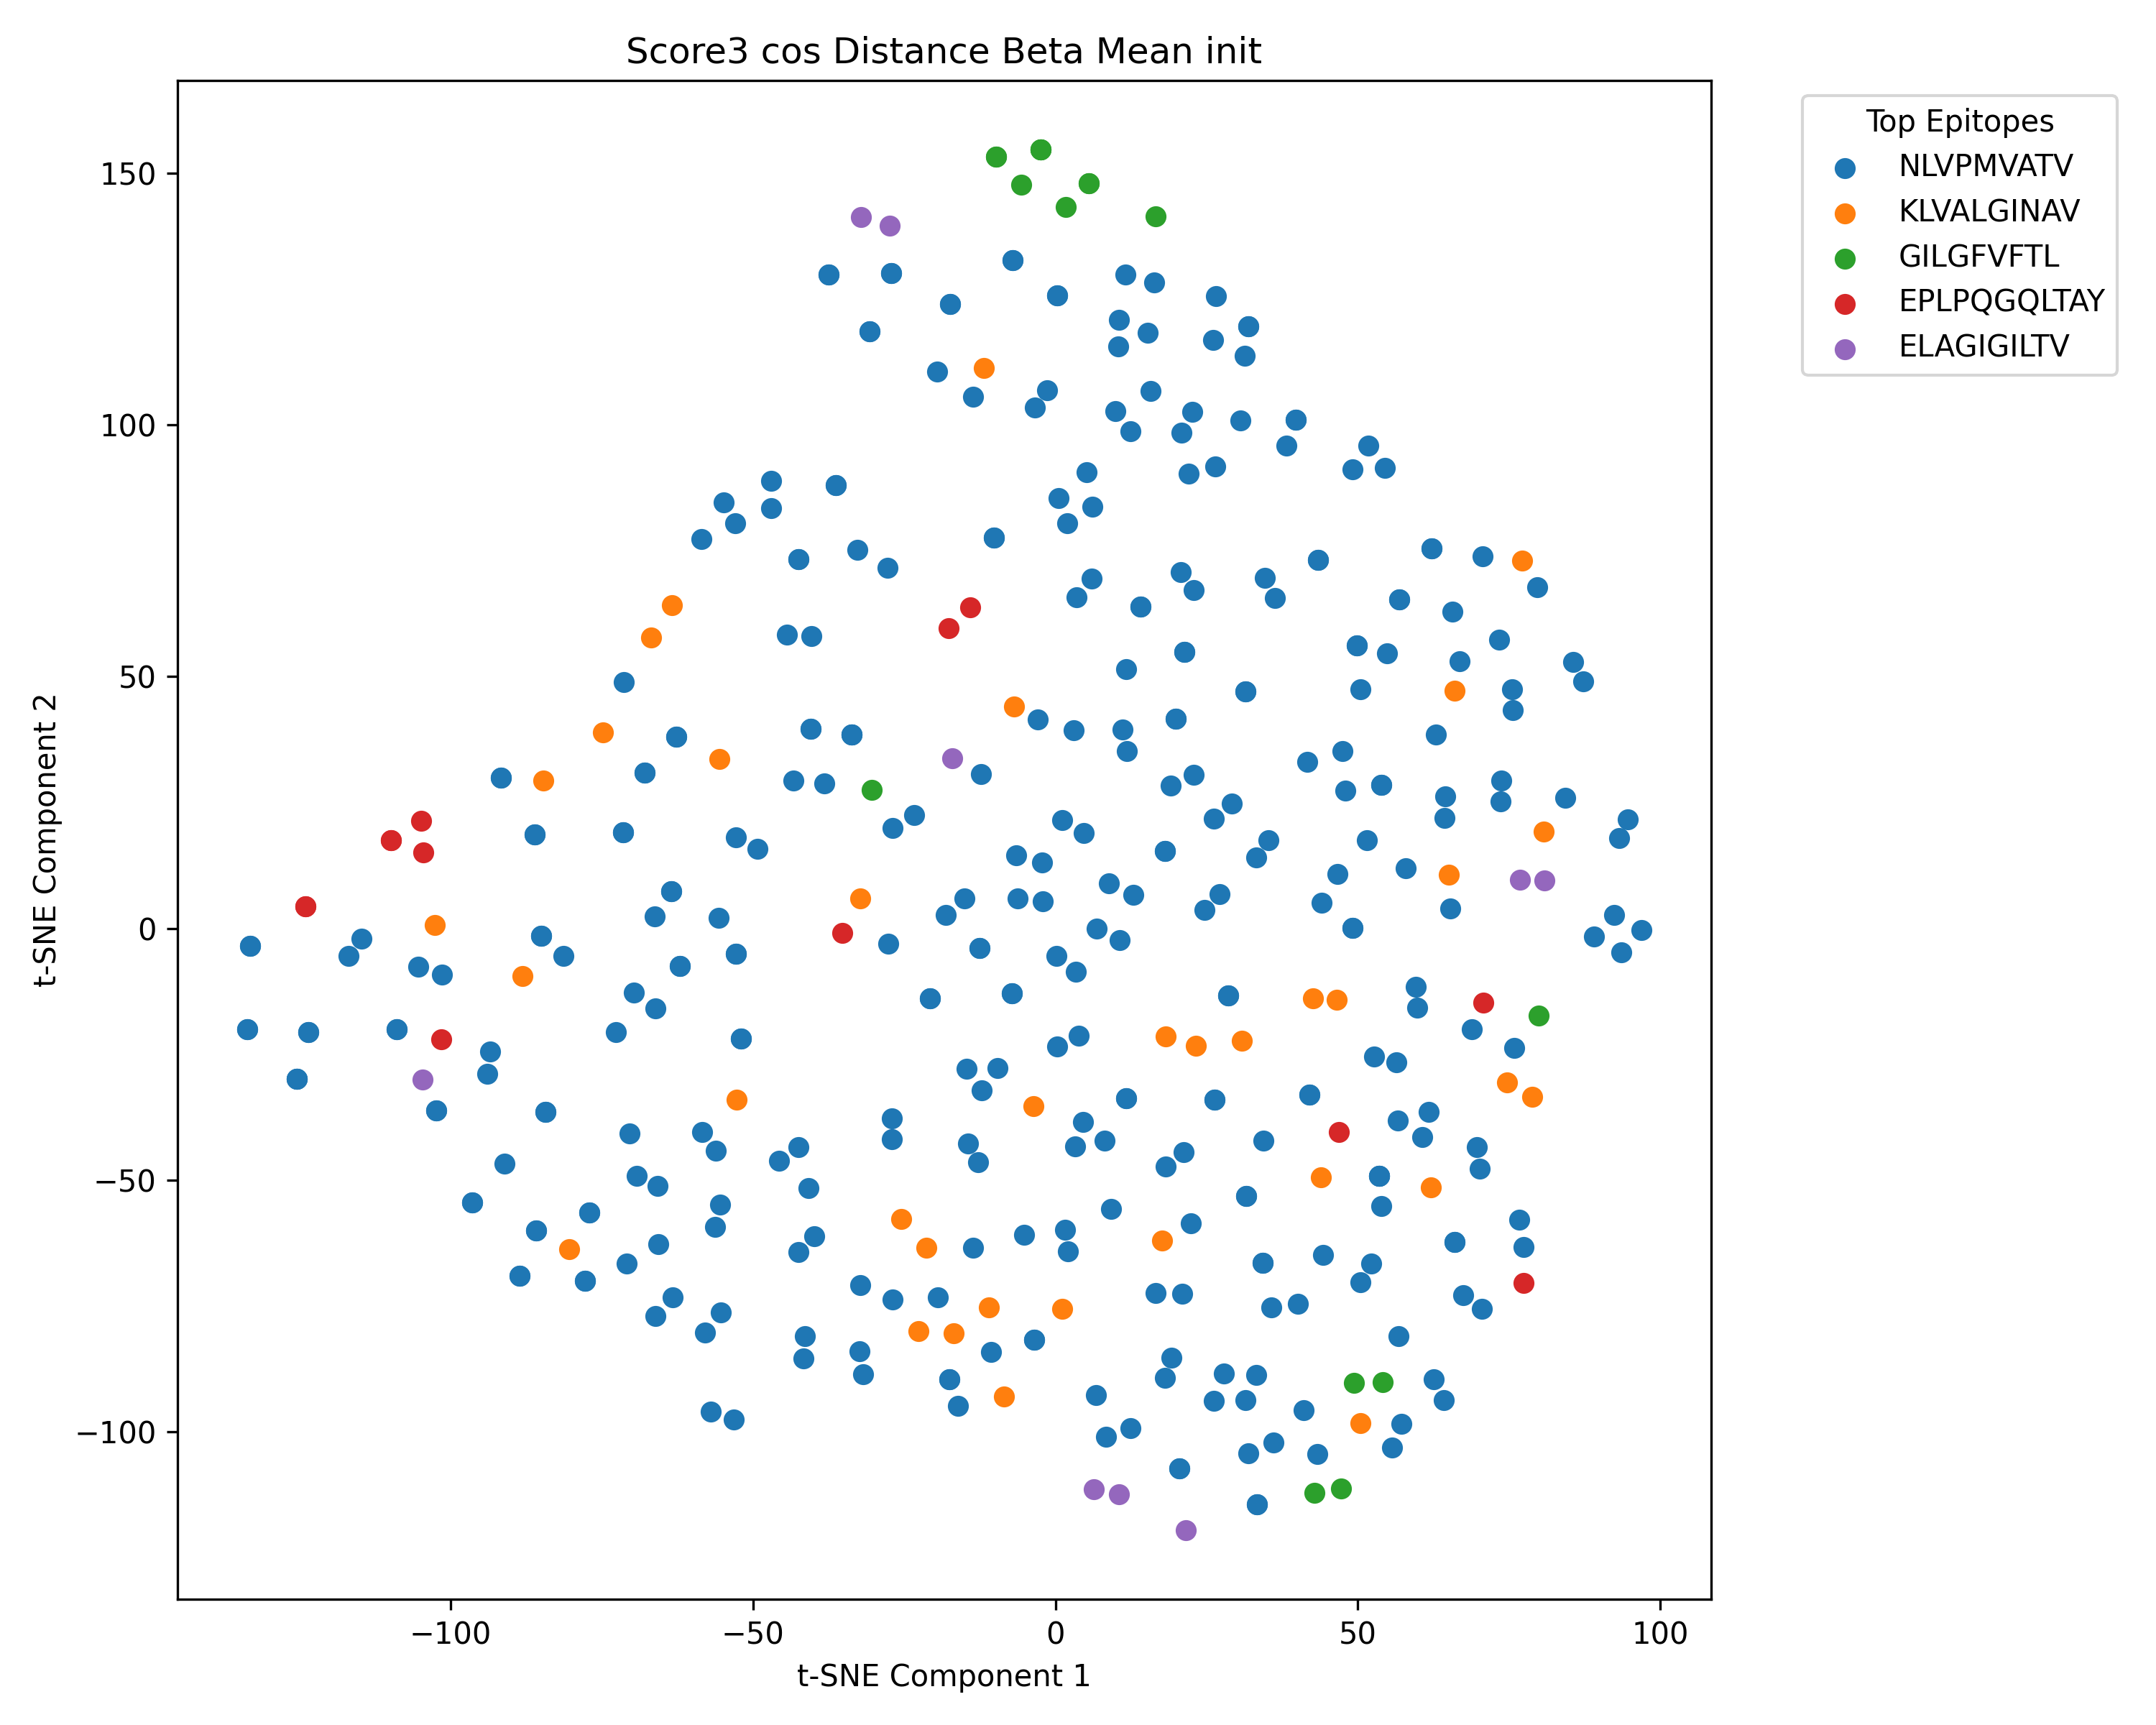 Score3 cos Distance Beta Mean init
Top Epitopes
NLVPMVATV
KLVALGINAV
GILGFVFTL
EPLPQGQLTAY
ELAGIGILTV
150
100
50
0
−50
−100
t-SNE Component 2
−100 −50 0 50 100
t-SNE Component 1